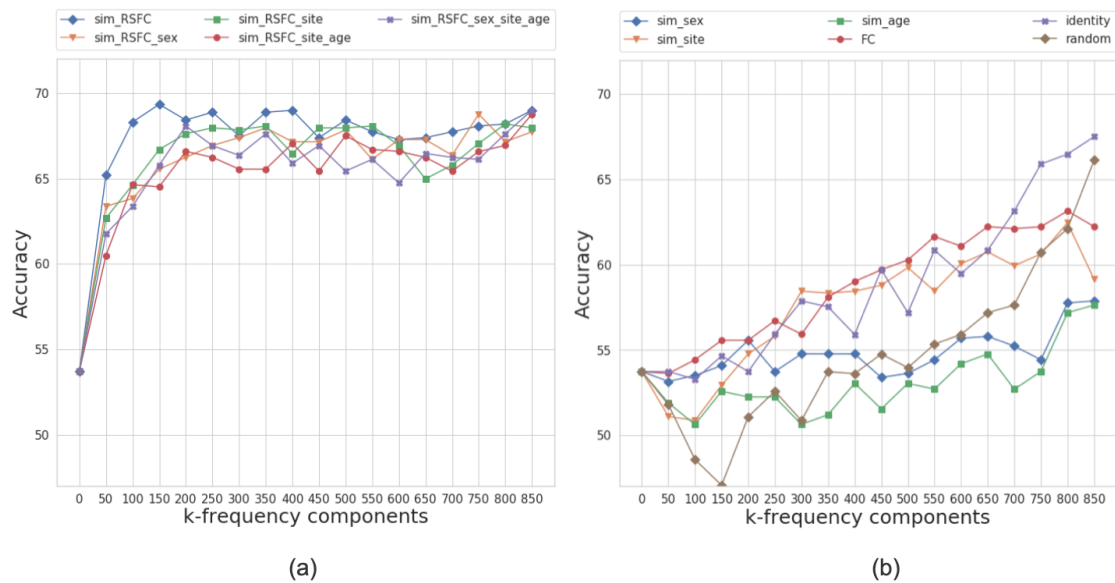 sim_RSFC sim_RSFC_site sim_RSFC_sex_site_age
sim_RSFC_sex sim_RSFC_site_age
70
65
60
55
50
Accuracy
0 50 100 150 200 250 300 350 400 450 500 550 600 650 700 750 800 850
k-frequency components
(a)
sim_sex sim_age identity
sim_site FC random
70
65
60
55
50
Accuracy
0 50 100 150 200 250 300 350 400 450 500 550 600 650 700 750 800 850
k-frequency components
(b)